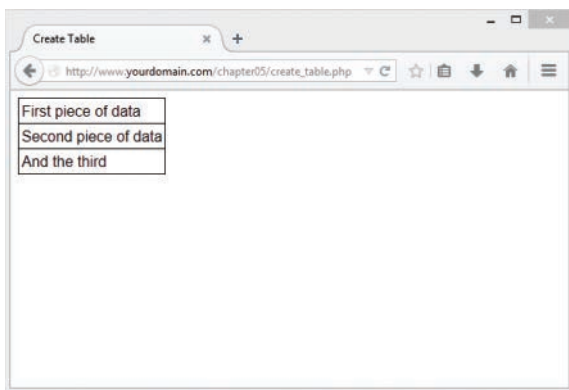 Create Table
http://www.yourdomain.com/chapter05/create_table.php
First piece of data
Second piece of data
And the third